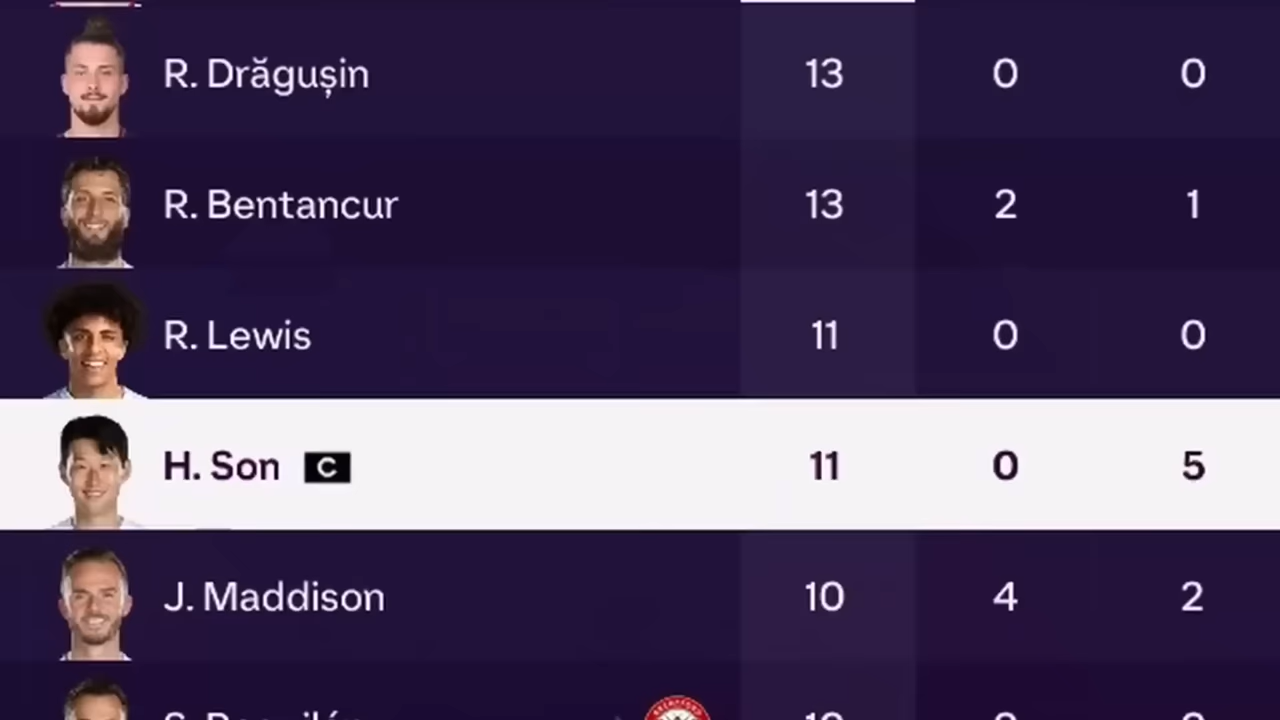 R. Drăgușin 13 0 0
R. Bentancur 13 2 1
R. Lewis 11 0 0
H. Son C 11 0 5
J. Maddison 10 4 2